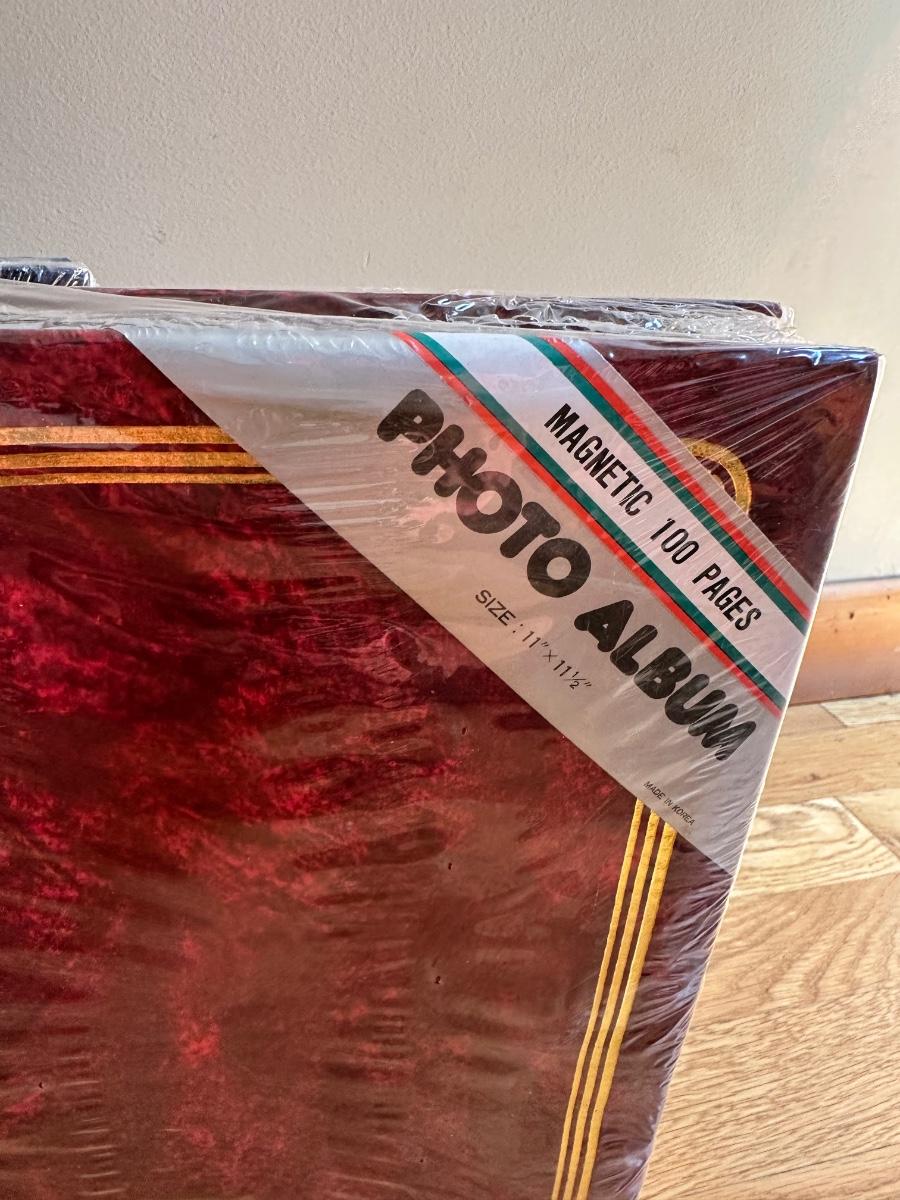 MAGNETIC 100 PAGES
PHOTO ALBUM
SIZE : 11" × 11½"
MADE IN KOREA